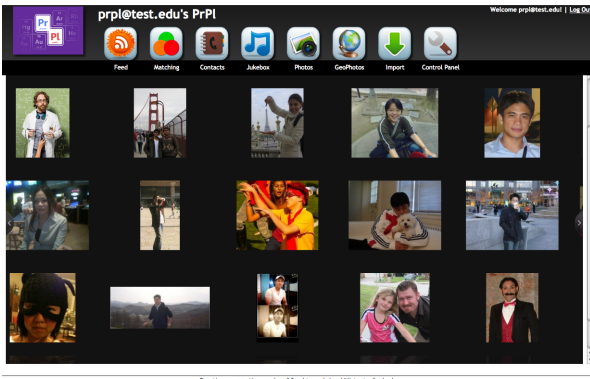 prpl@test.edu's PrPl
Welcome prpl@test.edu! | Log Ou
Pr
Ar
Au
Pl
Feed
Matching
Contacts
Jukebox
Photos
GeoPhotos
Import
Control Panel